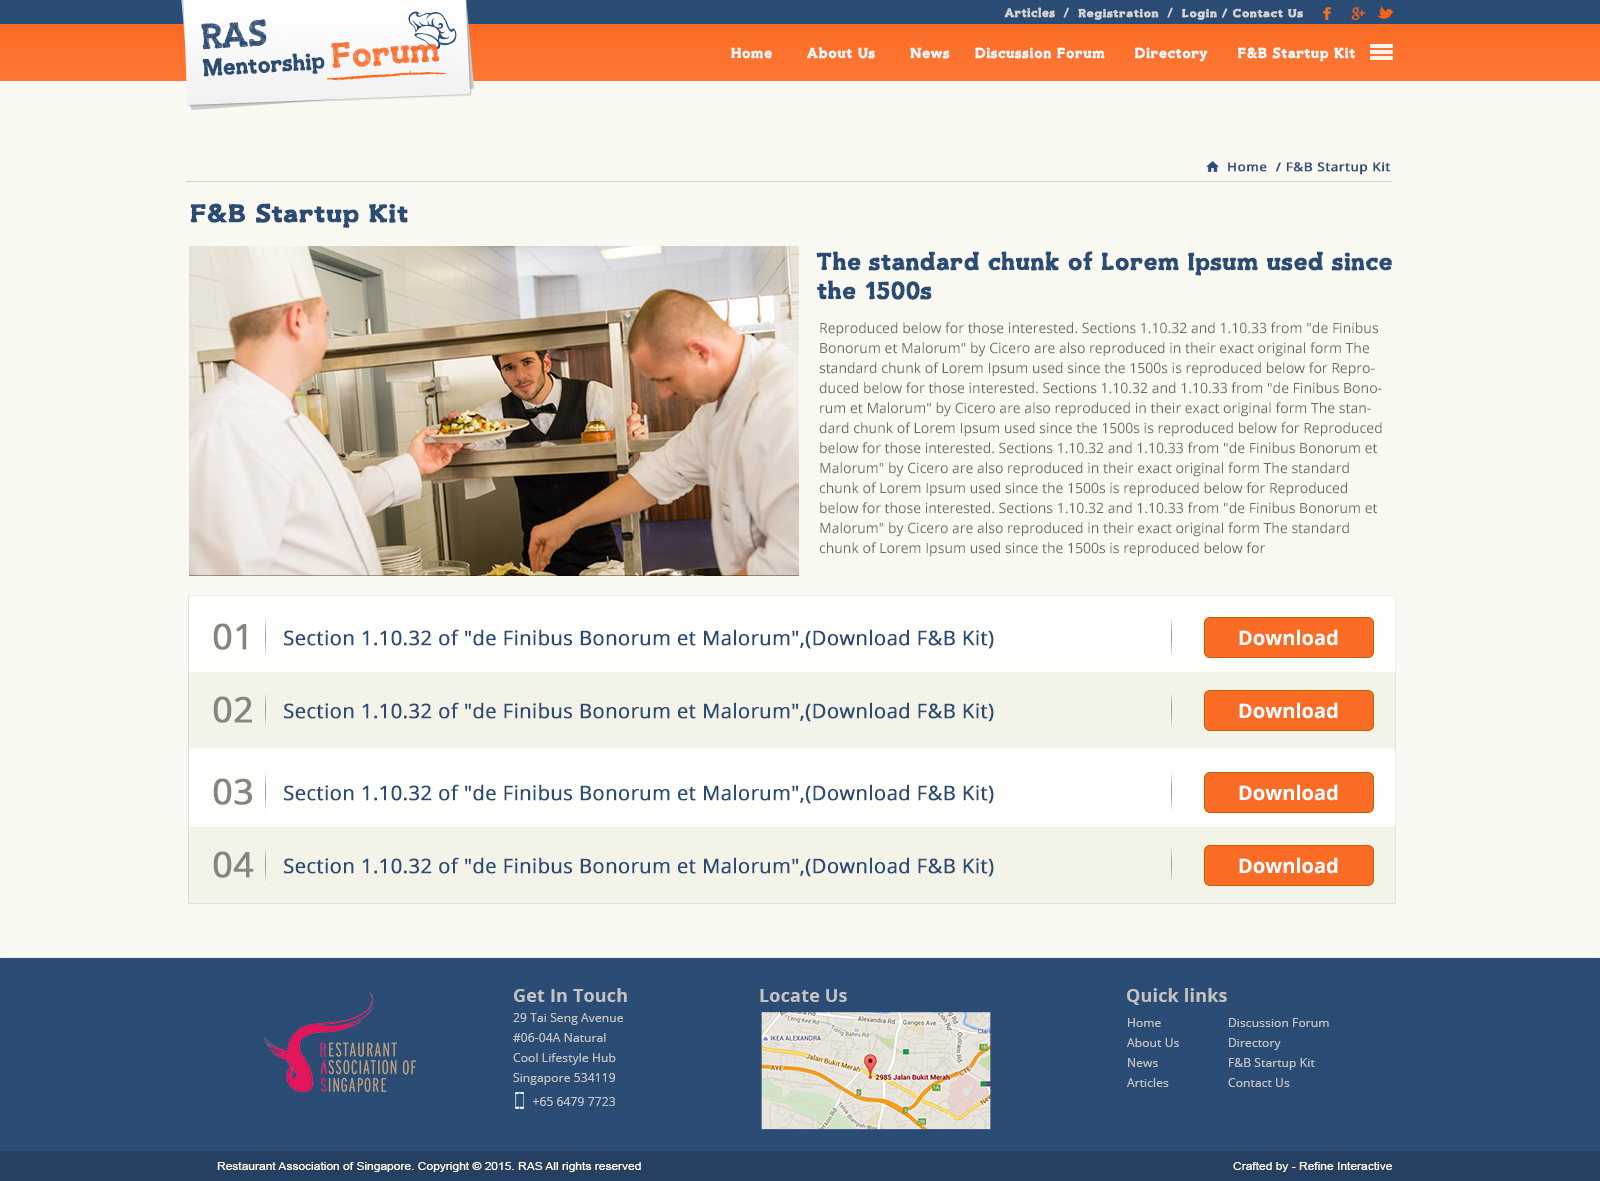 Articles / Registration / Login / Contact Us
RAS
Mentorship Forum
Home About Us News Discussion Forum Directory F&B Startup Kit
Home / F&B Startup Kit
F&B Startup Kit
The standard chunk of Lorem Ipsum used since
the 1500s
Reproduced below for those interested. Sections 1.10.32 and 1.10.33 from "de Finibus
Bonorum et Malorum" by Cicero are also reproduced in their exact original form The
standard chunk of Lorem Ipsum used since the 1500s is reproduced below for Repro-
duced below for those interested. Sections 1.10.32 and 1.10.33 from "de Finibus Bono-
rum et Malorum" by Cicero are also reproduced in their exact original form The stan-
dard chunk of Lorem Ipsum used since the 1500s is reproduced below for Reproduced
below for those interested. Sections 1.10.32 and 1.10.33 from "de Finibus Bonorum et
Malorum" by Cicero are also reproduced in their exact original form The standard
chunk of Lorem Ipsum used since the 1500s is reproduced below for Reproduced
below for those interested. Sections 1.10.32 and 1.10.33 from "de Finibus Bonorum et
Malorum" by Cicero are also reproduced in their exact original form The standard
chunk of Lorem Ipsum used since the 1500s is reproduced below for
01 Section 1.10.32 of "de Finibus Bonorum et Malorum",(Download F&B Kit) Download
02 Section 1.10.32 of "de Finibus Bonorum et Malorum",(Download F&B Kit) Download
03 Section 1.10.32 of "de Finibus Bonorum et Malorum",(Download F&B Kit) Download
04 Section 1.10.32 of "de Finibus Bonorum et Malorum",(Download F&B Kit) Download
RESTAURANT
ASSOCIATION OF
SINGAPORE
Get In Touch
29 Tai Seng Avenue
#06-04A Natural
Cool Lifestyle Hub
Singapore 534119
+65 6479 7723
Locate Us
Alexandra Rd
Ganges Ave
Leng Kee Rd
Tiong Bahru Rd
Outram Rd
IKEA ALEXANDRA
Jalan Bukit Merah
AYE
2985 Jalan Bukit Merah
CTE
Quick links
Home Discussion Forum
About Us Directory
News F&B Startup Kit
Articles Contact Us
Restaurant Association of Singapore. Copyright © 2015. RAS All rights reserved
Crafted by - Refine Interactive